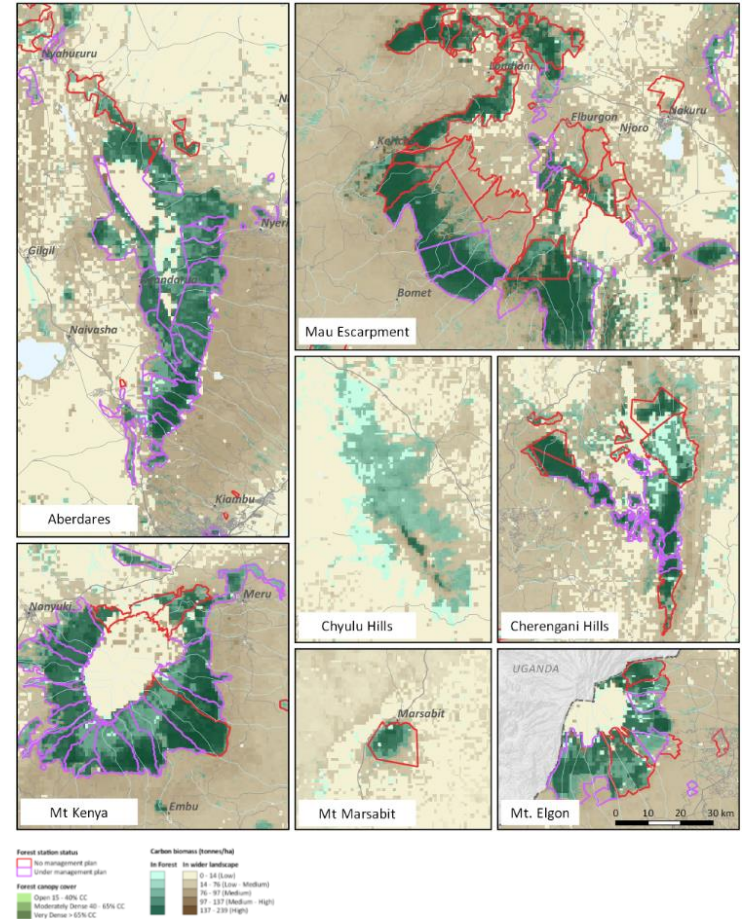 Nyahururu
Nyeri
Gilgil
Naivasha
Kiambu
Aberdares
Londiani
Elburgon
Njoro
Nakuru
Bomet
Mau Escarpment
Chyulu Hills
Cherengani Hills
Nanyuki
Meru
Embu
Mt Kenya
Marsabit
Mt Marsabit
UGANDA
Mt. Elgon
0 10 20 30 km
Forest station status
No management plan
Under management plan
Forest canopy cover
Open 15 - 40% CC
Moderately Dense 40 - 65% CC
Very Dense > 65% CC
Carbon biomass (tonnes/ha)
In Forest In wider landscape
0 - 14 (Low)
14 - 76 (Low - Medium)
76 - 97 (Medium)
97 - 137 (Medium - High)
137 - 239 (High)